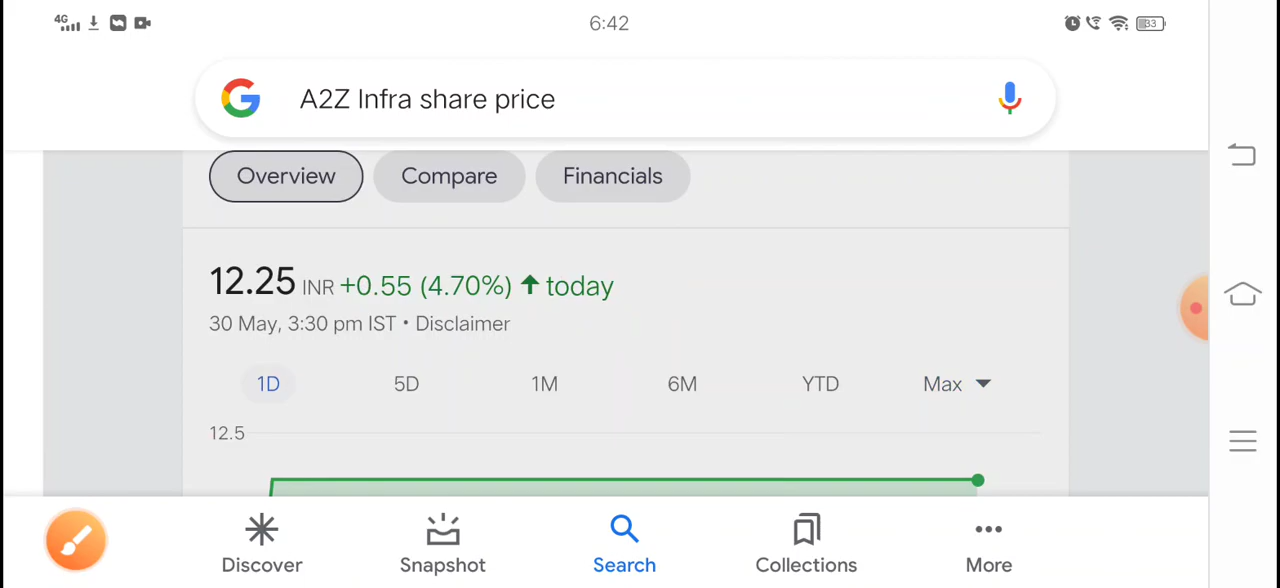 4G 6:42 33
A2Z Infra share price
Overview Compare Financials
12.25 INR +0.55 (4.70%) ↑ today
30 May, 3:30 pm IST • Disclaimer
1D 5D 1M 6M YTD Max
12.5
Discover Snapshot Search Collections More